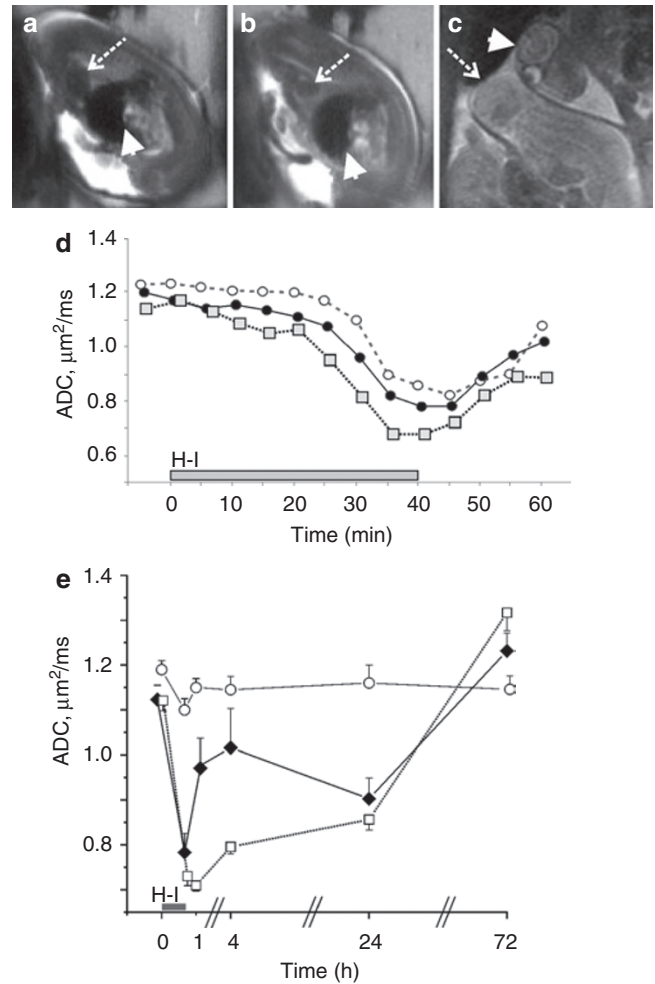 a
b
c
d
1.4
1.2
1.0
0.8
0.6
ADC, μm²/ms
H-I
0 10 20 30 40 50 60
Time (min)
e
1.4
1.2
1.0
0.8
ADC, μm²/ms
H-I
0 1 4 24 72
Time (h)